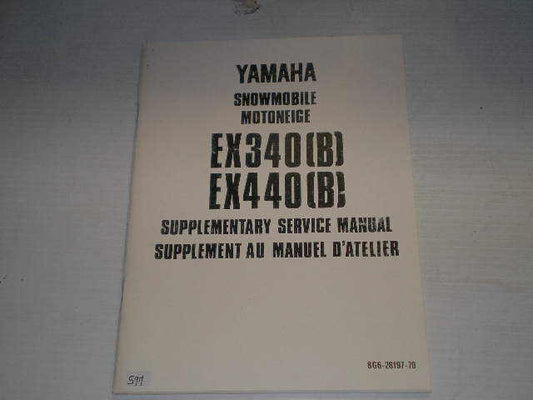 YAMAHA
SNOWMOBILE
MOTONEIGE
EX340(B)
EX440(B)
SUPPLEMENTARY SERVICE MANUAL
SUPPLEMENT AU MANUEL D'ATELIER
8G6-28197-70